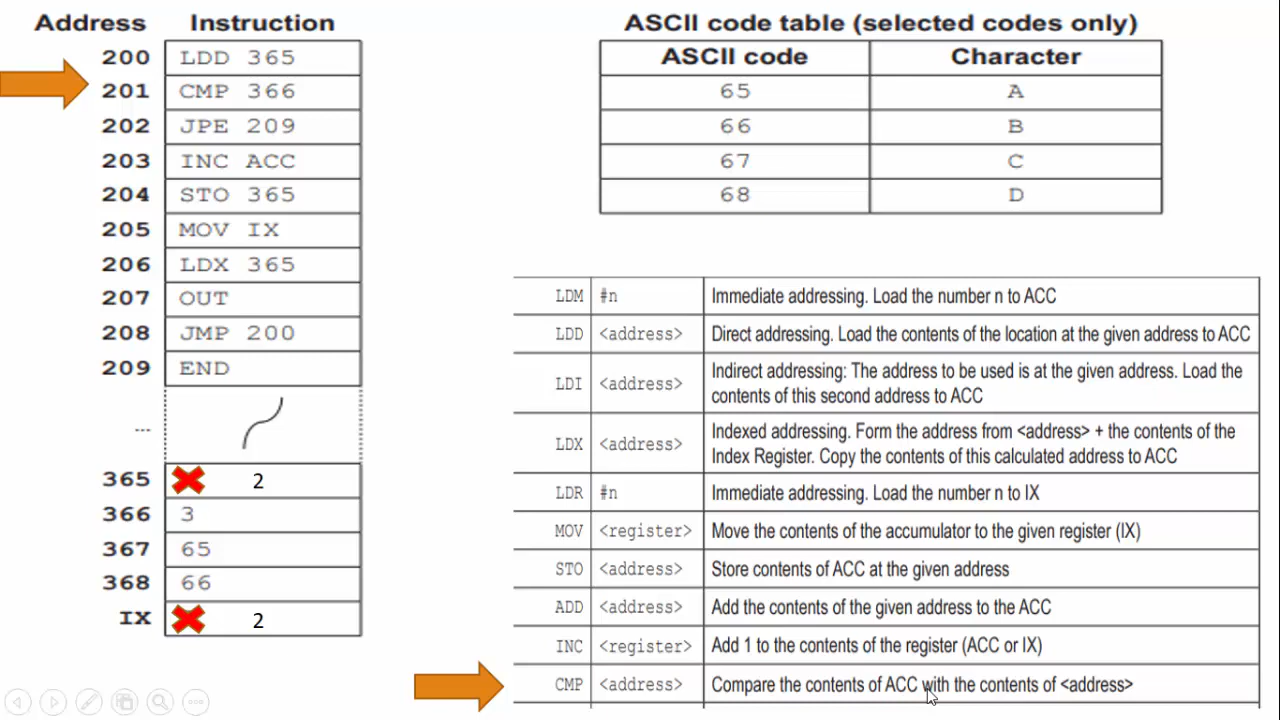 Address Instruction
200 LDD 365
201 CMP 366
202 JPE 209
203 INC ACC
204 STO 365
205 MOV IX
206 LDX 365
207 OUT
208 JMP 200
209 END
...
365 2
366 3
367 65
368 66
IX 2
ASCII code table (selected codes only)
ASCII code Character
65 A
66 B
67 C
68 D
LDM #n Immediate addressing. Load the number n to ACC
LDD <address> Direct addressing. Load the contents of the location at the given address to ACC
LDI <address> Indirect addressing: The address to be used is at the given address. Load the
contents of this second address to ACC
LDX <address> Indexed addressing. Form the address from <address> + the contents of the
Index Register. Copy the contents of this calculated address to ACC
LDR #n Immediate addressing. Load the number n to IX
MOV <register> Move the contents of the accumulator to the given register (IX)
STO <address> Store contents of ACC at the given address
ADD <address> Add the contents of the given address to the ACC
INC <register> Add 1 to the contents of the register (ACC or IX)
CMP <address> Compare the contents of ACC with the contents of <address>